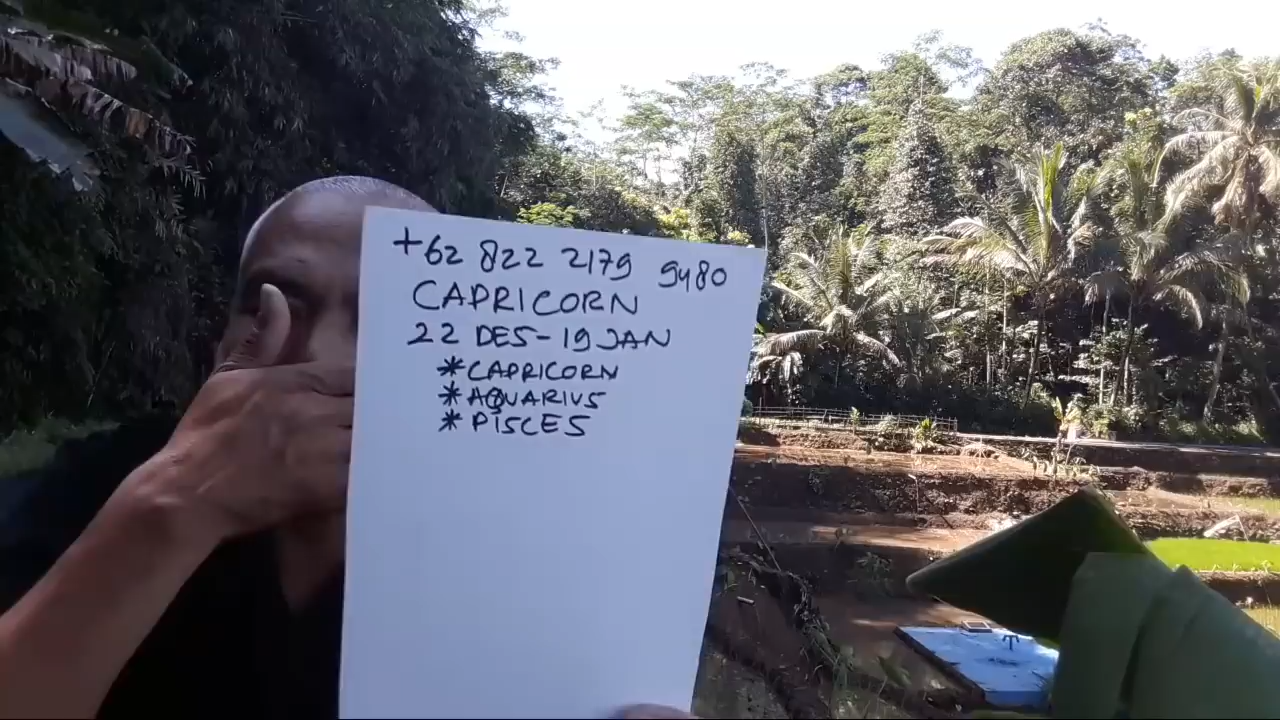 +62 822 2179 9480
CAPRICORN
22 DES-19 JAN
*CAPRICORN
*AQUARIUS
*PISCES